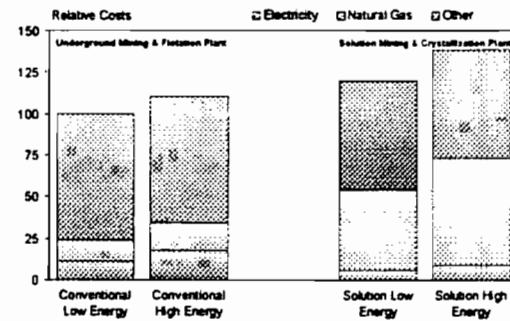 Relative Costs
Electricity Natural Gas Other
Underground Mining & Flotation Plant
Solution Mining & Crystallization Plant
150
125
100
75
50
25
0
Conventional
Low Energy
Conventional
High Energy
Solution Low
Energy
Solution High
Energy